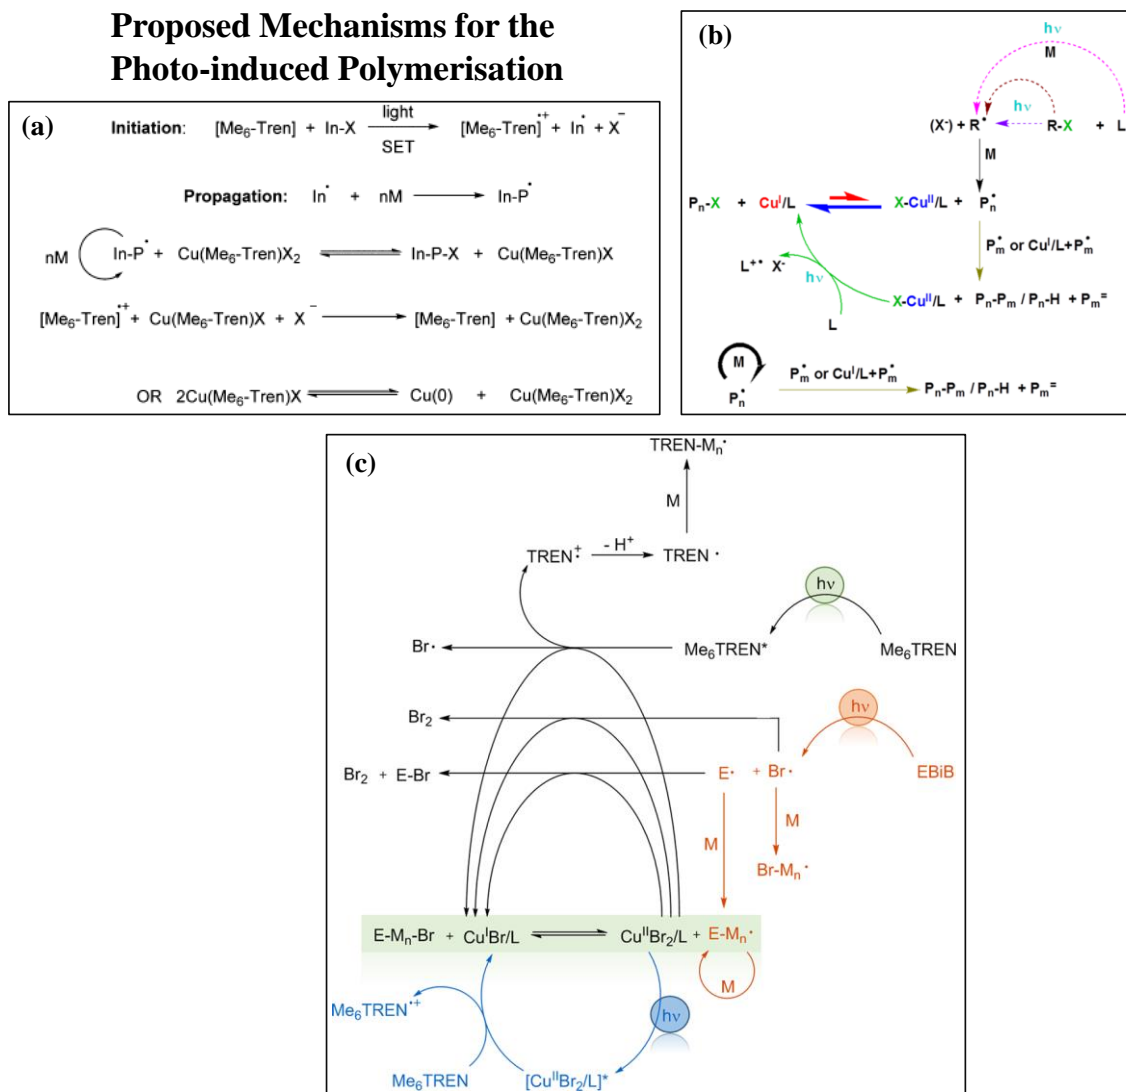 Proposed Mechanisms for the
Photo-induced Polymerisation
(a)
Initiation: [Me6-Tren] + In-X light SET [Me6-Tren]•+ + In• + X−
Propagation: In• + nM In-P•
nM In-P• + Cu(Me6-Tren)X2 In-P-X + Cu(Me6-Tren)X
[Me6-Tren]•+ + Cu(Me6-Tren)X + X− [Me6-Tren] + Cu(Me6-Tren)X2
OR 2Cu(Me6-Tren)X Cu(0) + Cu(Me6-Tren)X2
(b)
hν
M
hν
(X-) + R• R-X + L
M
Pn-X + CuI/L X-CuII/L + Pn•
Pm• or CuI/L+Pm•
L+• X-
hν
X-CuII/L + Pn-Pm / Pn-H + Pm=
L
M
Pn• Pm• or CuI/L+Pm• Pn-Pm / Pn-H + Pm=
(c)
TREN-Mn•
M
TREN•+ - H+ TREN •
hν
Br• Me6TREN* Me6TREN
Br2
hν
Br2 + E-Br E• + Br• EBiB
M M
Br-Mn•
E-Mn-Br + CuIBr/L CuIIBr2/L + E-Mn•
M
Me6TREN•+
hν
Me6TREN [CuIIBr2/L]*